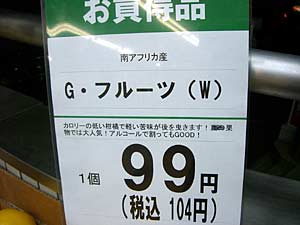 お買得品
南アフリカ産
G・フルーツ（W）
カロリーの低い柑橘で軽い苦味が後を曳きます！ 果
物では大人気！アルコールで割ってもGOOD！
1個 99円
（税込 104円）